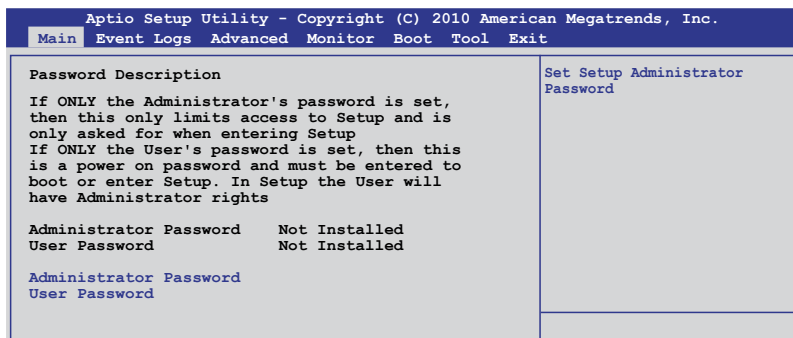 Aptio Setup Utility - Copyright (C) 2010 American Megatrends, Inc.
Main Event Logs Advanced Monitor Boot Tool Exit
Password Description
If ONLY the Administrator's password is set,
then this only limits access to Setup and is
only asked for when entering Setup
If ONLY the User's password is set, then this
is a power on password and must be entered to
boot or enter Setup. In Setup the User will
have Administrator rights
Administrator Password Not Installed
User Password Not Installed
Administrator Password
User Password
Set Setup Administrator
Password